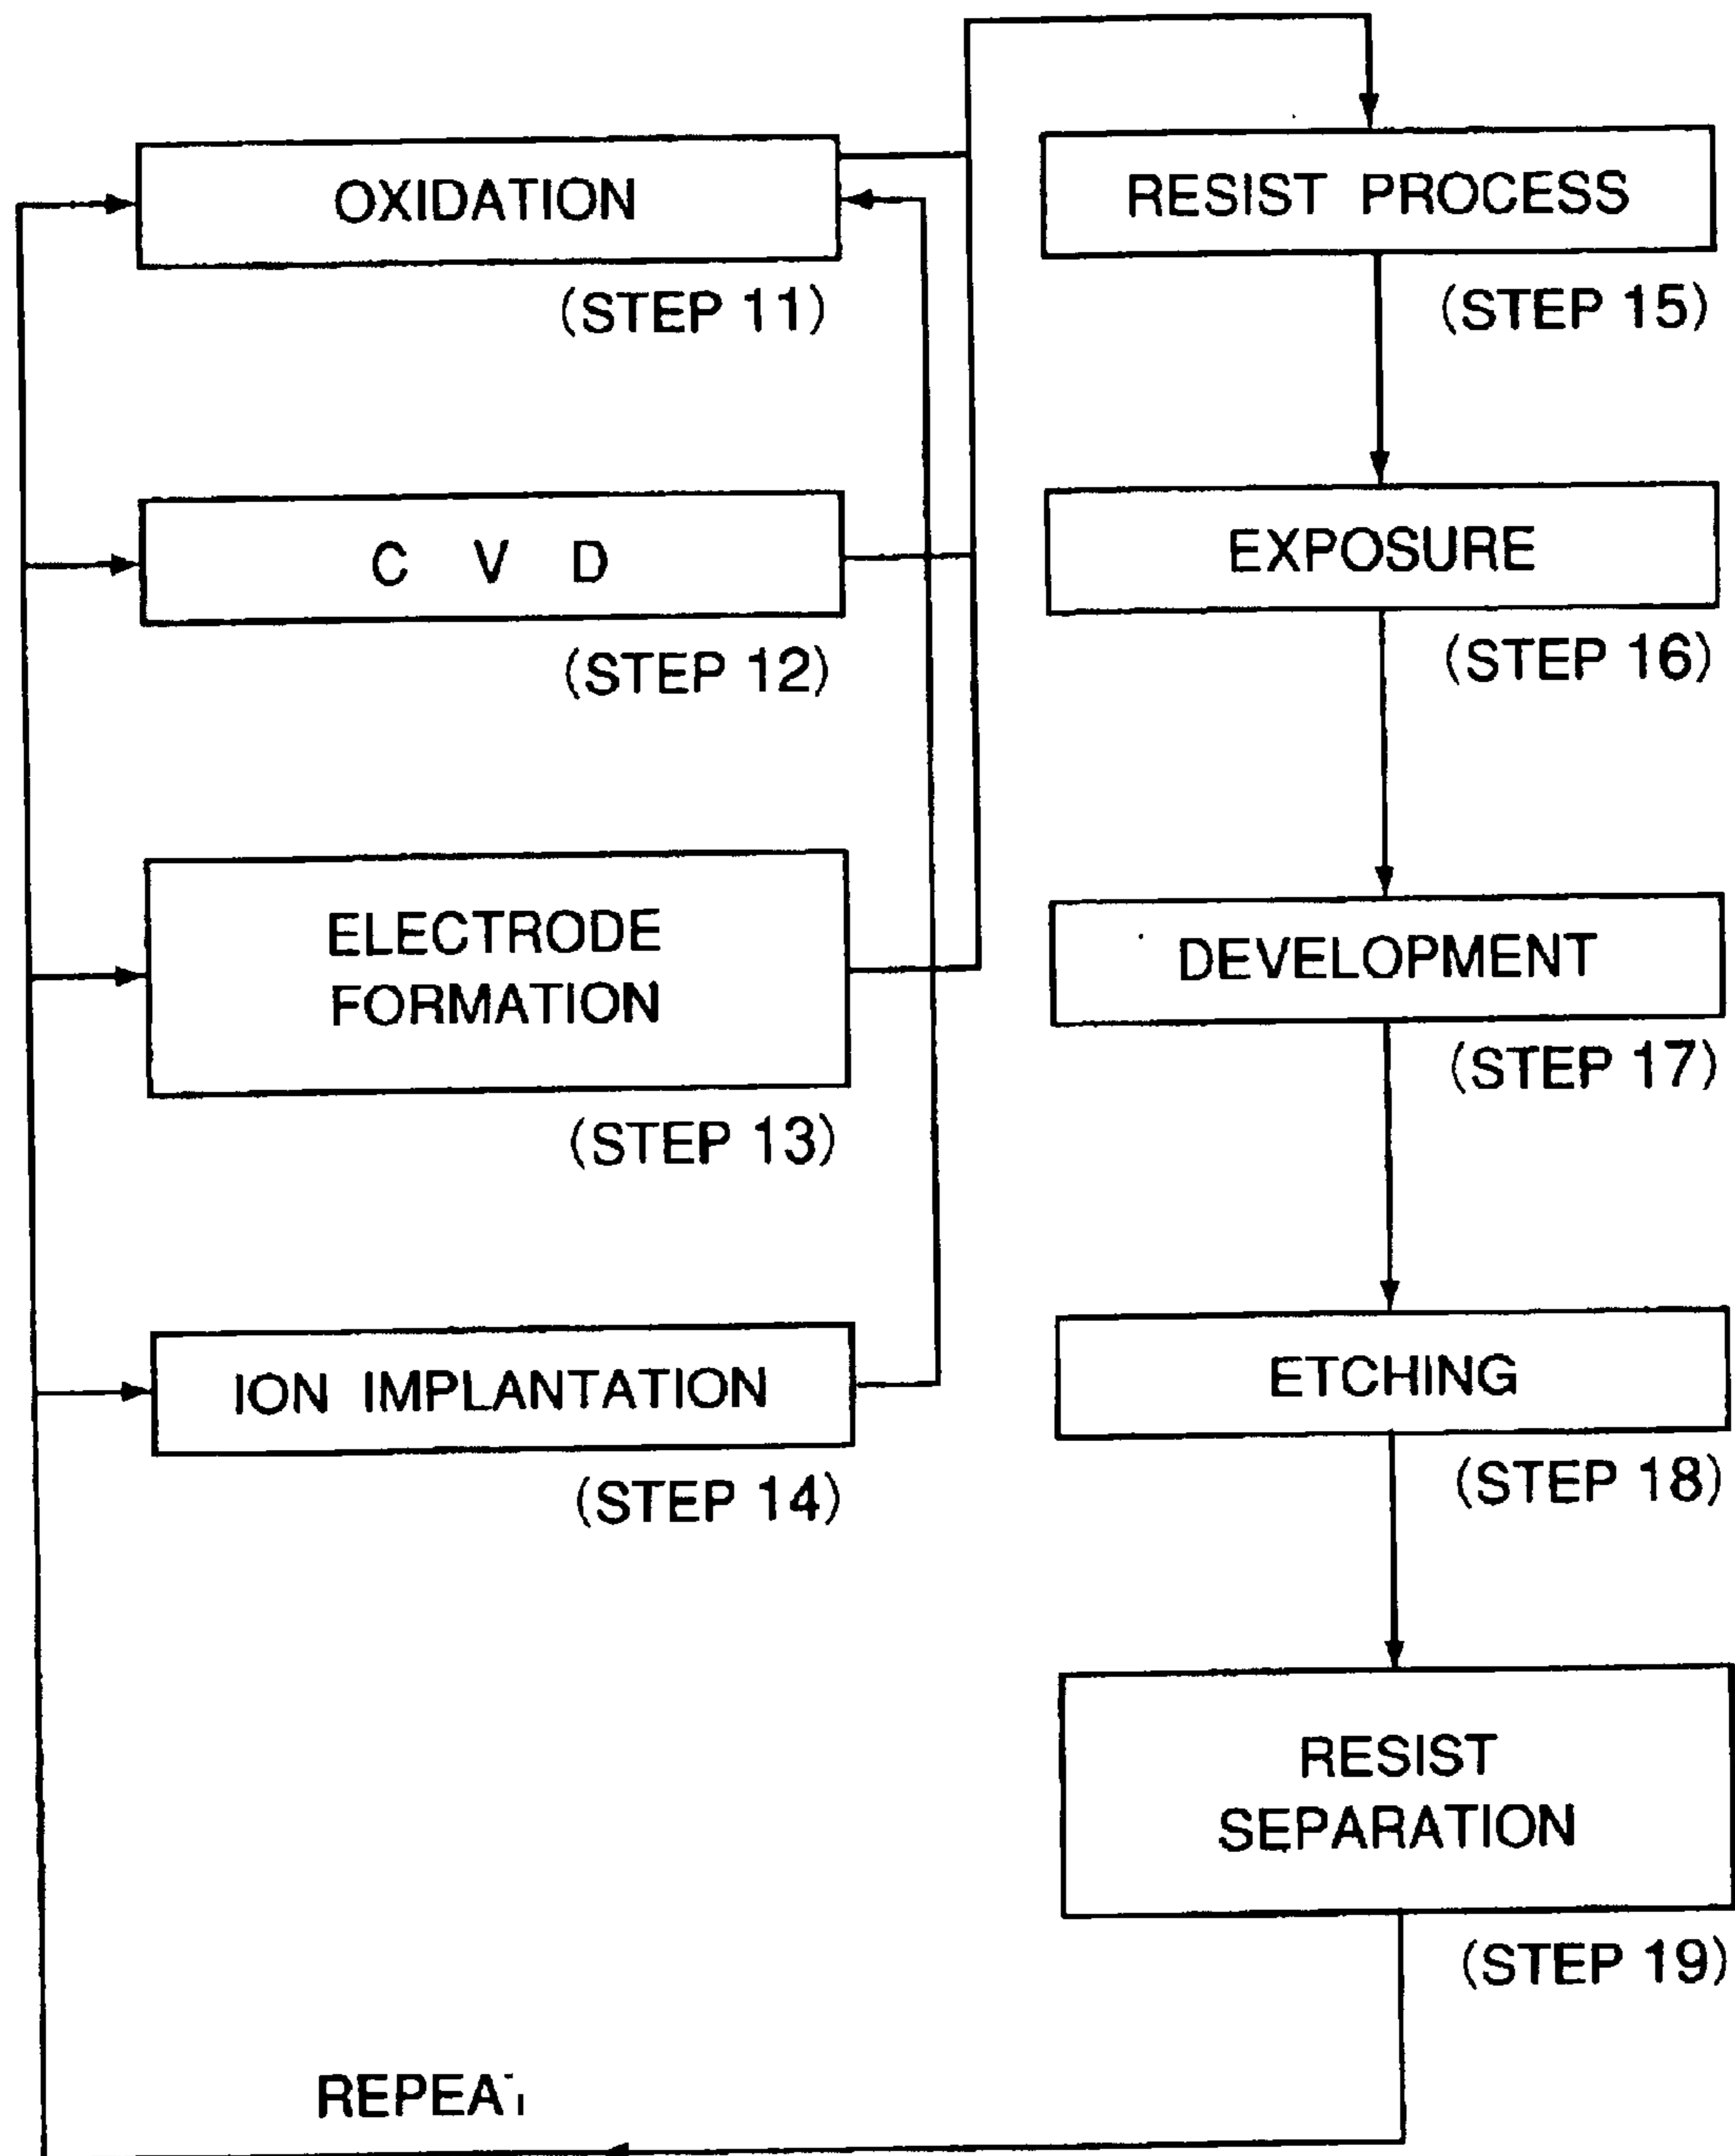 OXIDATION
(STEP 11)
C V D
(STEP 12)
ELECTRODE
FORMATION
(STEP 13)
ION IMPLANTATION
(STEP 14)
RESIST PROCESS
(STEP 15)
EXPOSURE
(STEP 16)
DEVELOPMENT
(STEP 17)
ETCHING
(STEP 18)
RESIST
SEPARATION
(STEP 19)
REPEAT